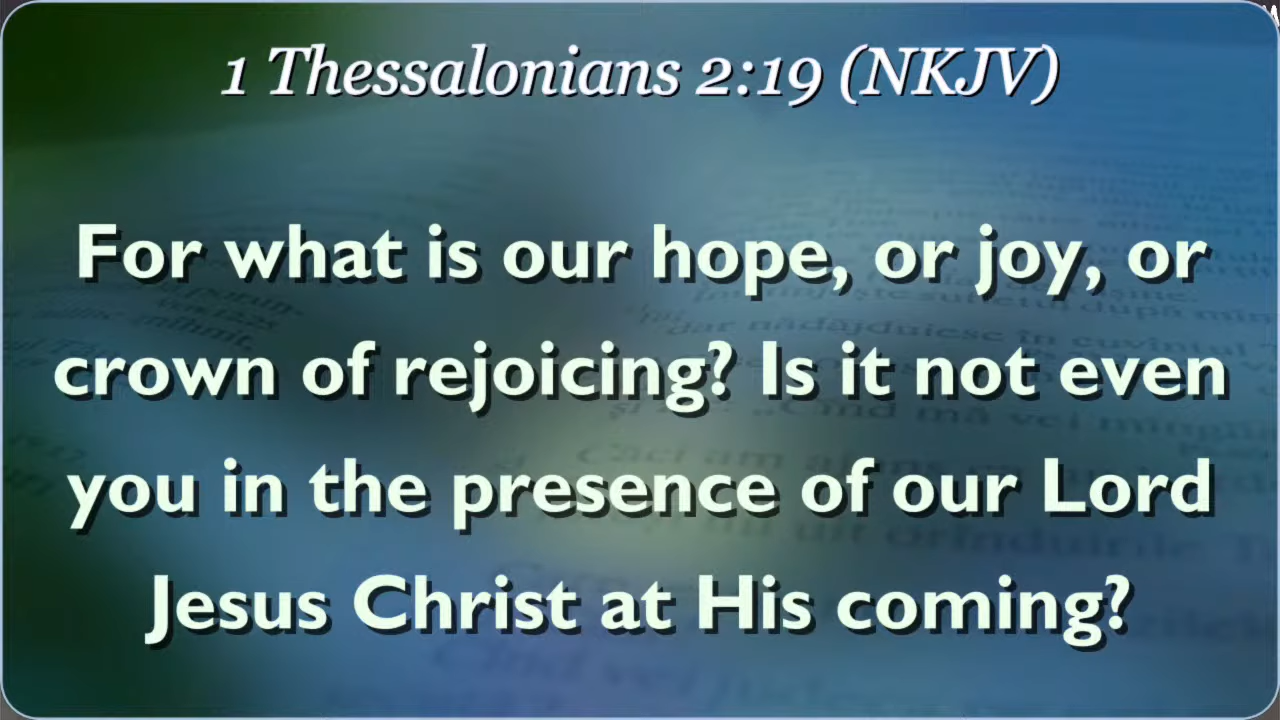 1 Thessalonians 2:19 (NKJV)
For what is our hope, or joy, or
crown of rejoicing? Is it not even
you in the presence of our Lord
Jesus Christ at His coming?